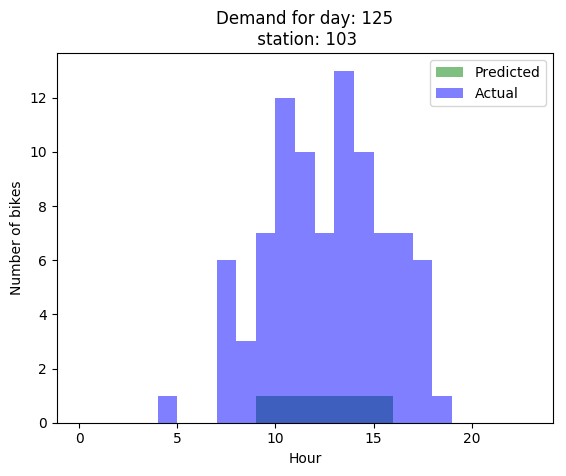 Demand for day: 125
station: 103
Predicted
Actual
Number of bikes
12
10
8
6
4
2
0
0
5
10
15
20
Hour